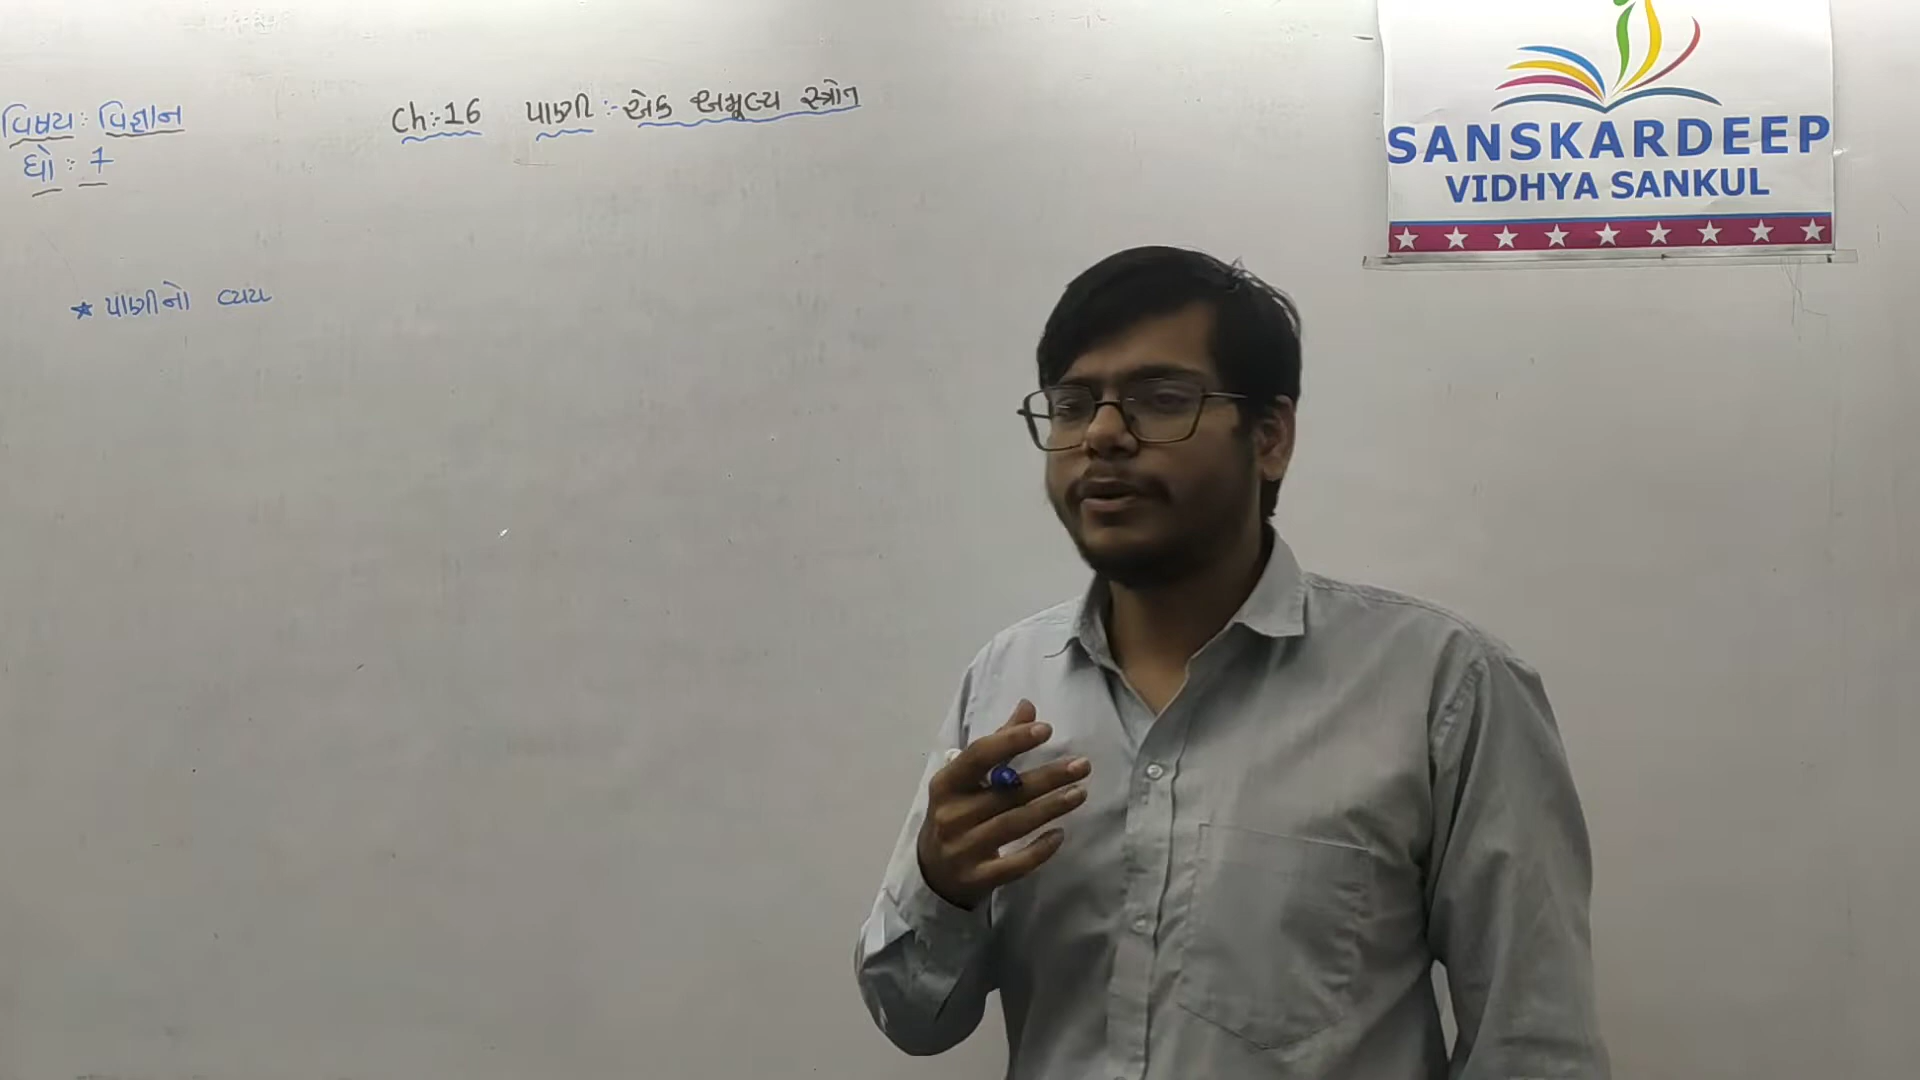 વિષય : વિજ્ઞાન
ધો : 7
Ch:-16 પાણી :- એક અમૂલ્ય સ્ત્રોત
★ પાણીનો વ્યય
SANSKARDEEP
VIDHYA SANKUL